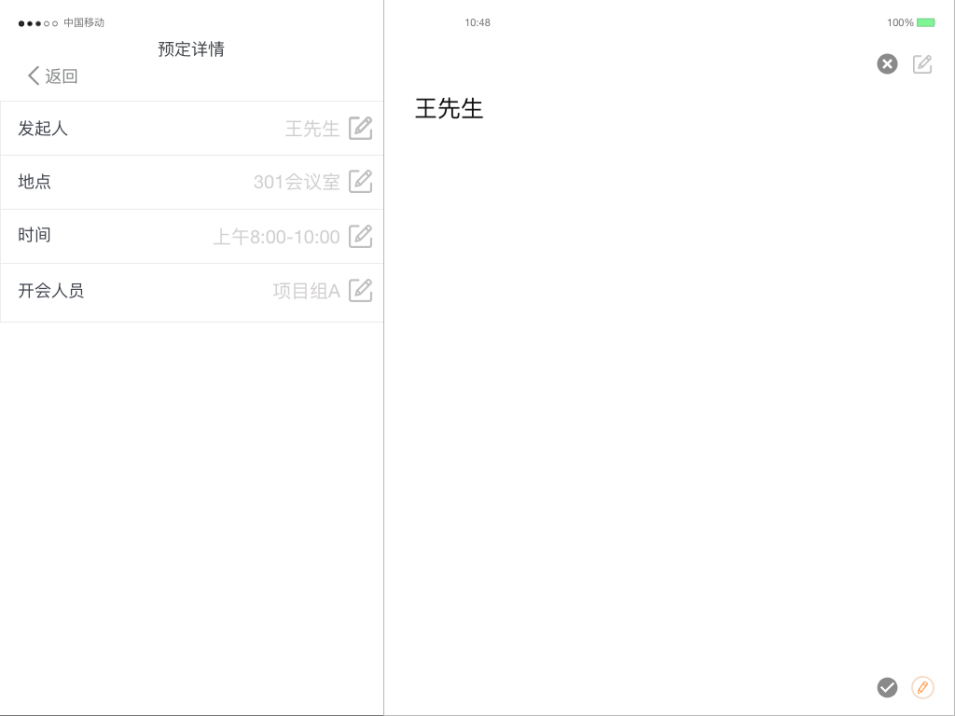 中国移动
10:48
100%
预定详情
返回
发起人 王先生
地点 301会议室
时间 上午8:00-10:00
开会人员 项目组A
王先生